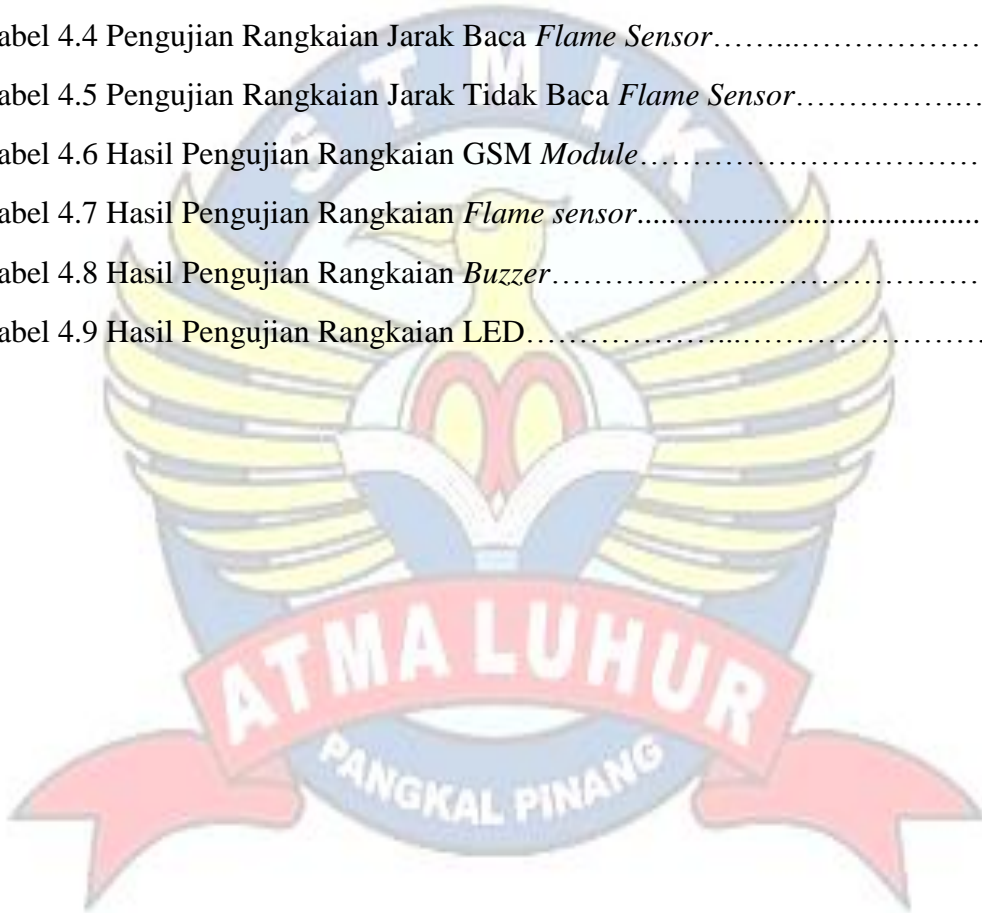 abel 4.4 Pengujian Rangkaian Jarak Baca Flame Sensor……...………………
abel 4.5 Pengujian Rangkaian Jarak Tidak Baca Flame Sensor…………….…
abel 4.6 Hasil Pengujian Rangkaian GSM Module……………………………
abel 4.7 Hasil Pengujian Rangkaian Flame sensor........................................
abel 4.8 Hasil Pengujian Rangkaian Buzzer………………...…………………
abel 4.9 Hasil Pengujian Rangkaian LED………………...……………………
STMIK
ATMA LUHUR
PANGKAL PINANG